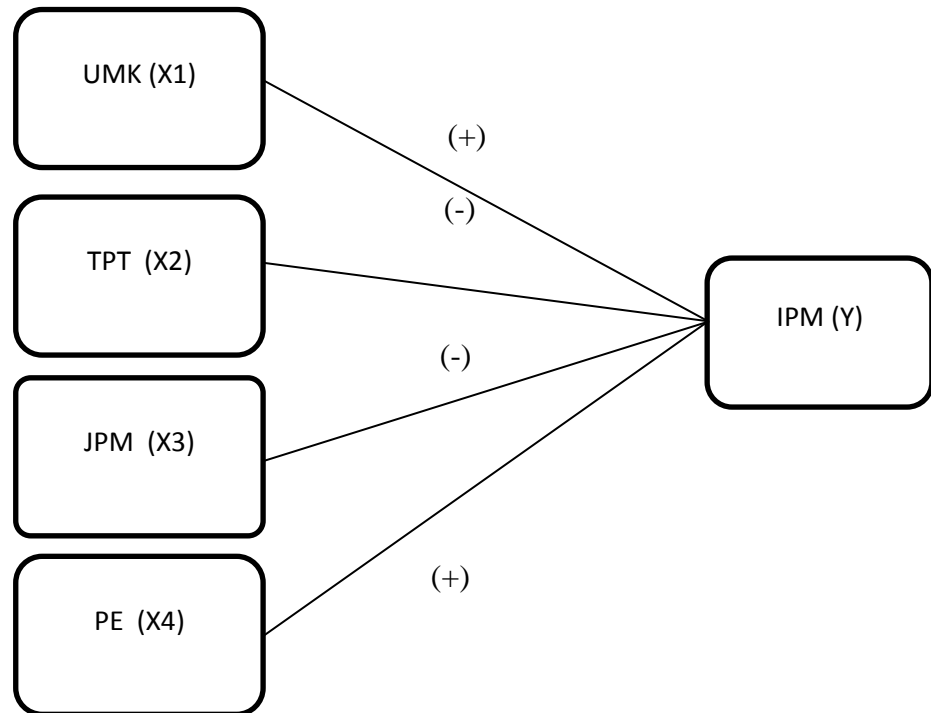 UMK (X1)
(+)
(-)
TPT (X2)
IPM (Y)
(-)
JPM (X3)
(+)
PE (X4)